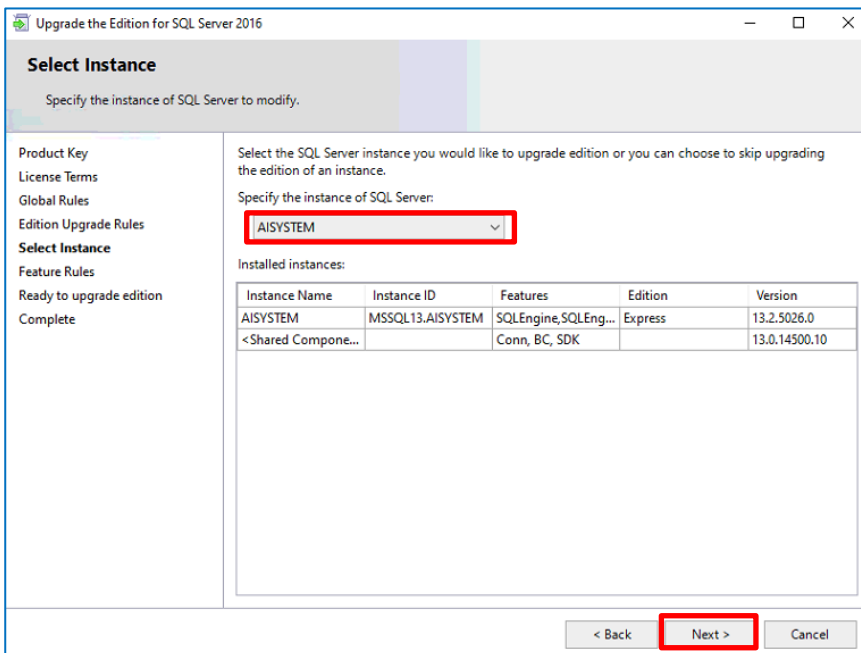 Upgrade the Edition for SQL Server 2016
Select Instance
Specify the instance of SQL Server to modify.
Product Key
License Terms
Global Rules
Edition Upgrade Rules
Select Instance
Feature Rules
Ready to upgrade edition
Complete
Select the SQL Server instance you would like to upgrade edition or you can choose to skip upgrading
the edition of an instance.
Specify the instance of SQL Server:
AISYSTEM
Installed instances:
Instance Name Instance ID Features Edition Version
AISYSTEM MSSQL13.AISYSTEM SQLEngine,SQLEng... Express 13.2.5026.0
<Shared Compone... Conn, BC, SDK 13.0.14500.10
< Back Next > Cancel